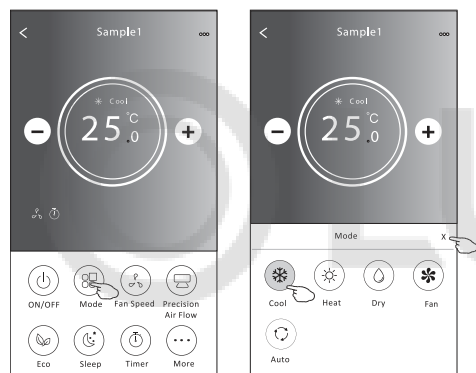 Sample1
Cool
25.0 °C
ON/OFF
Mode
Fan Speed
Precision
Air Flow
Eco
Sleep
Timer
More
Sample1
Cool
25.0 °C
Mode
X
Cool
Heat
Dry
Fan
Auto